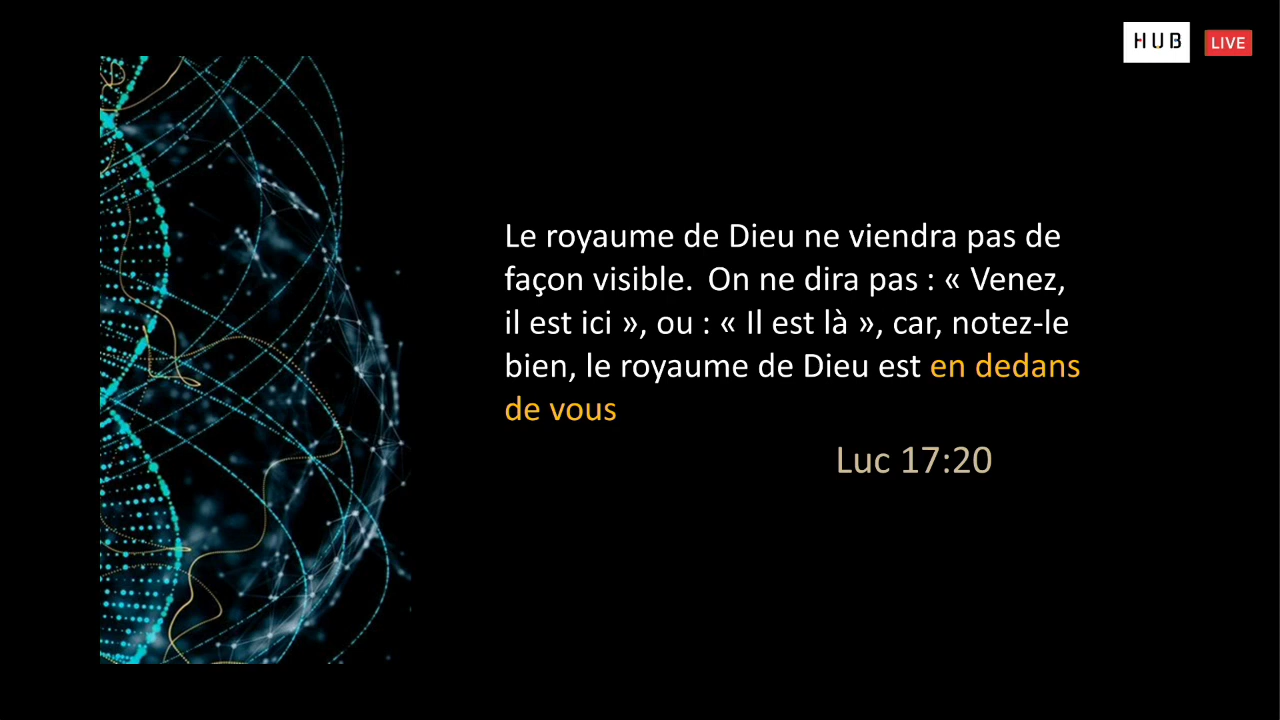 HUB
LIVE
Le royaume de Dieu ne viendra pas de
façon visible.  On ne dira pas : « Venez,
il est ici », ou : « Il est là », car, notez-le
bien, le royaume de Dieu est en dedans
de vous
Luc 17:20